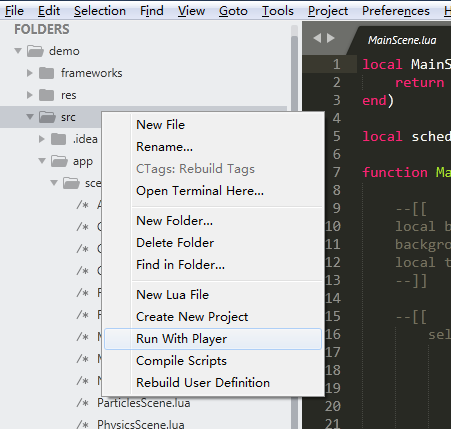 File Edit Selection Find View Goto Tools Project Preferences H
FOLDERS
demo
frameworks
res
src
.idea
app
sce
/* A
/*
/*
/*
/*
/*
/* M
/* M
/* N
/* ParticlesScene.lua
/* PhysicsScene.lua
New File
Rename...
CTags: Rebuild Tags
Open Terminal Here...
New Folder...
Delete Folder
Find in Folder...
New Lua File
Create New Project
Run With Player
Compile Scripts
Rebuild User Definition
MainScene.lua
1 local MainS
2 return
3 end)
4
5 local sched
6
7 function Ma
8
9 --[[
10 local b
11 backgro
12 local t
13 --]]
14
15 --[[
16 sel
17
18
19
20
21